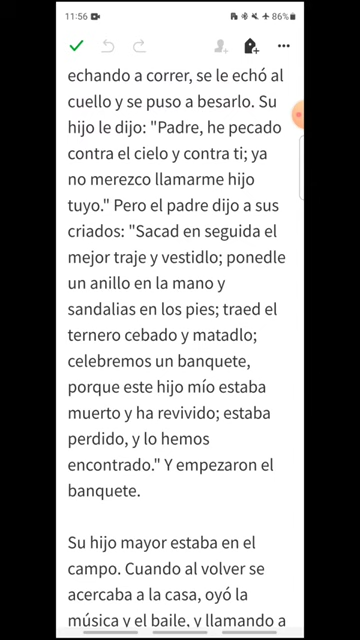 11:56
86%
echando a correr, se le echó al
cuello y se puso a besarlo. Su
hijo le dijo: "Padre, he pecado
contra el cielo y contra ti; ya
no merezco llamarme hijo
tuyo." Pero el padre dijo a sus
criados: "Sacad en seguida el
mejor traje y vestidlo; ponedle
un anillo en la mano y
sandalias en los pies; traed el
ternero cebado y matadlo;
celebremos un banquete,
porque este hijo mío estaba
muerto y ha revivido; estaba
perdido, y lo hemos
encontrado." Y empezaron el
banquete.
Su hijo mayor estaba en el
campo. Cuando al volver se
acercaba a la casa, oyó la
música y el baile, y llamando a